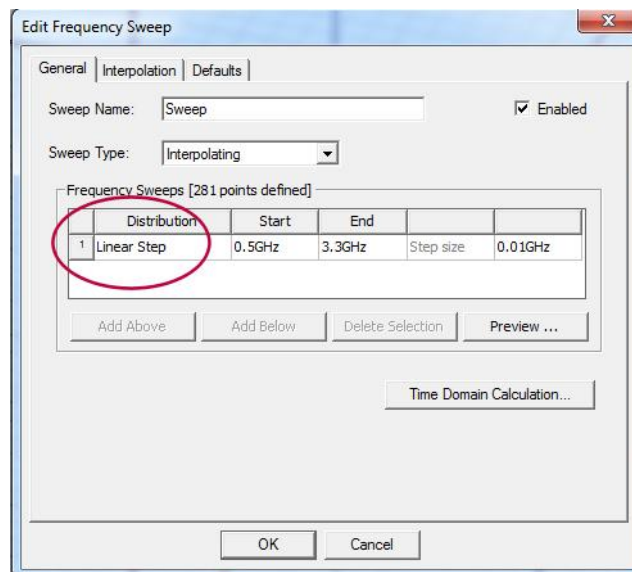 Edit Frequency Sweep
General Interpolation Defaults
Sweep Name: Sweep Enabled
Sweep Type: Interpolating
Frequency Sweeps [281 points defined]
Distribution Start End
1 Linear Step 0.5GHz 3.3GHz Step size 0.01GHz
Add Above Add Below Delete Selection Preview ...
Time Domain Calculation...
OK Cancel